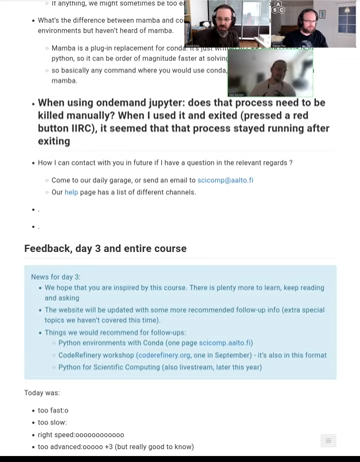 If anything, we might sometimes be too
What's the difference between mamba and
environments but haven't heard of mamba.
Mamba is a plug-in replacement for conda. It's just
python, so it can be order of magnitude faster at solving
so basically any command where you would use conda,
mamba.
When using ondemand jupyter: does that process need to be
killed manually? When I used it and exited (pressed a red
button IIRC), it seemed that that process stayed running after
exiting
How I can contact with you in future if I have a question in the relevant regards ?
Come to our daily garage, or send an email to scicomp@aalto.fi
Our help page has a list of different channels.
.
.
Feedback, day 3 and entire course
News for day 3:
We hope that you are inspired by this course. There is plenty more to learn, keep reading
and asking
The website will be updated with some more recommended follow-up info (extra special
topics we haven't covered this time).
Things we would recommend for follow-ups:
Python environments with Conda (one page scicomp.aalto.fi)
CodeRefinery workshop (coderefinery.org, one in September) - it's also in this format
Python for Scientific Computing (also livestream, later this year)
Today was:
too fast:o
too slow:
right speed:oooooooooooo
too advanced:ooooo +3 (but really good to know)